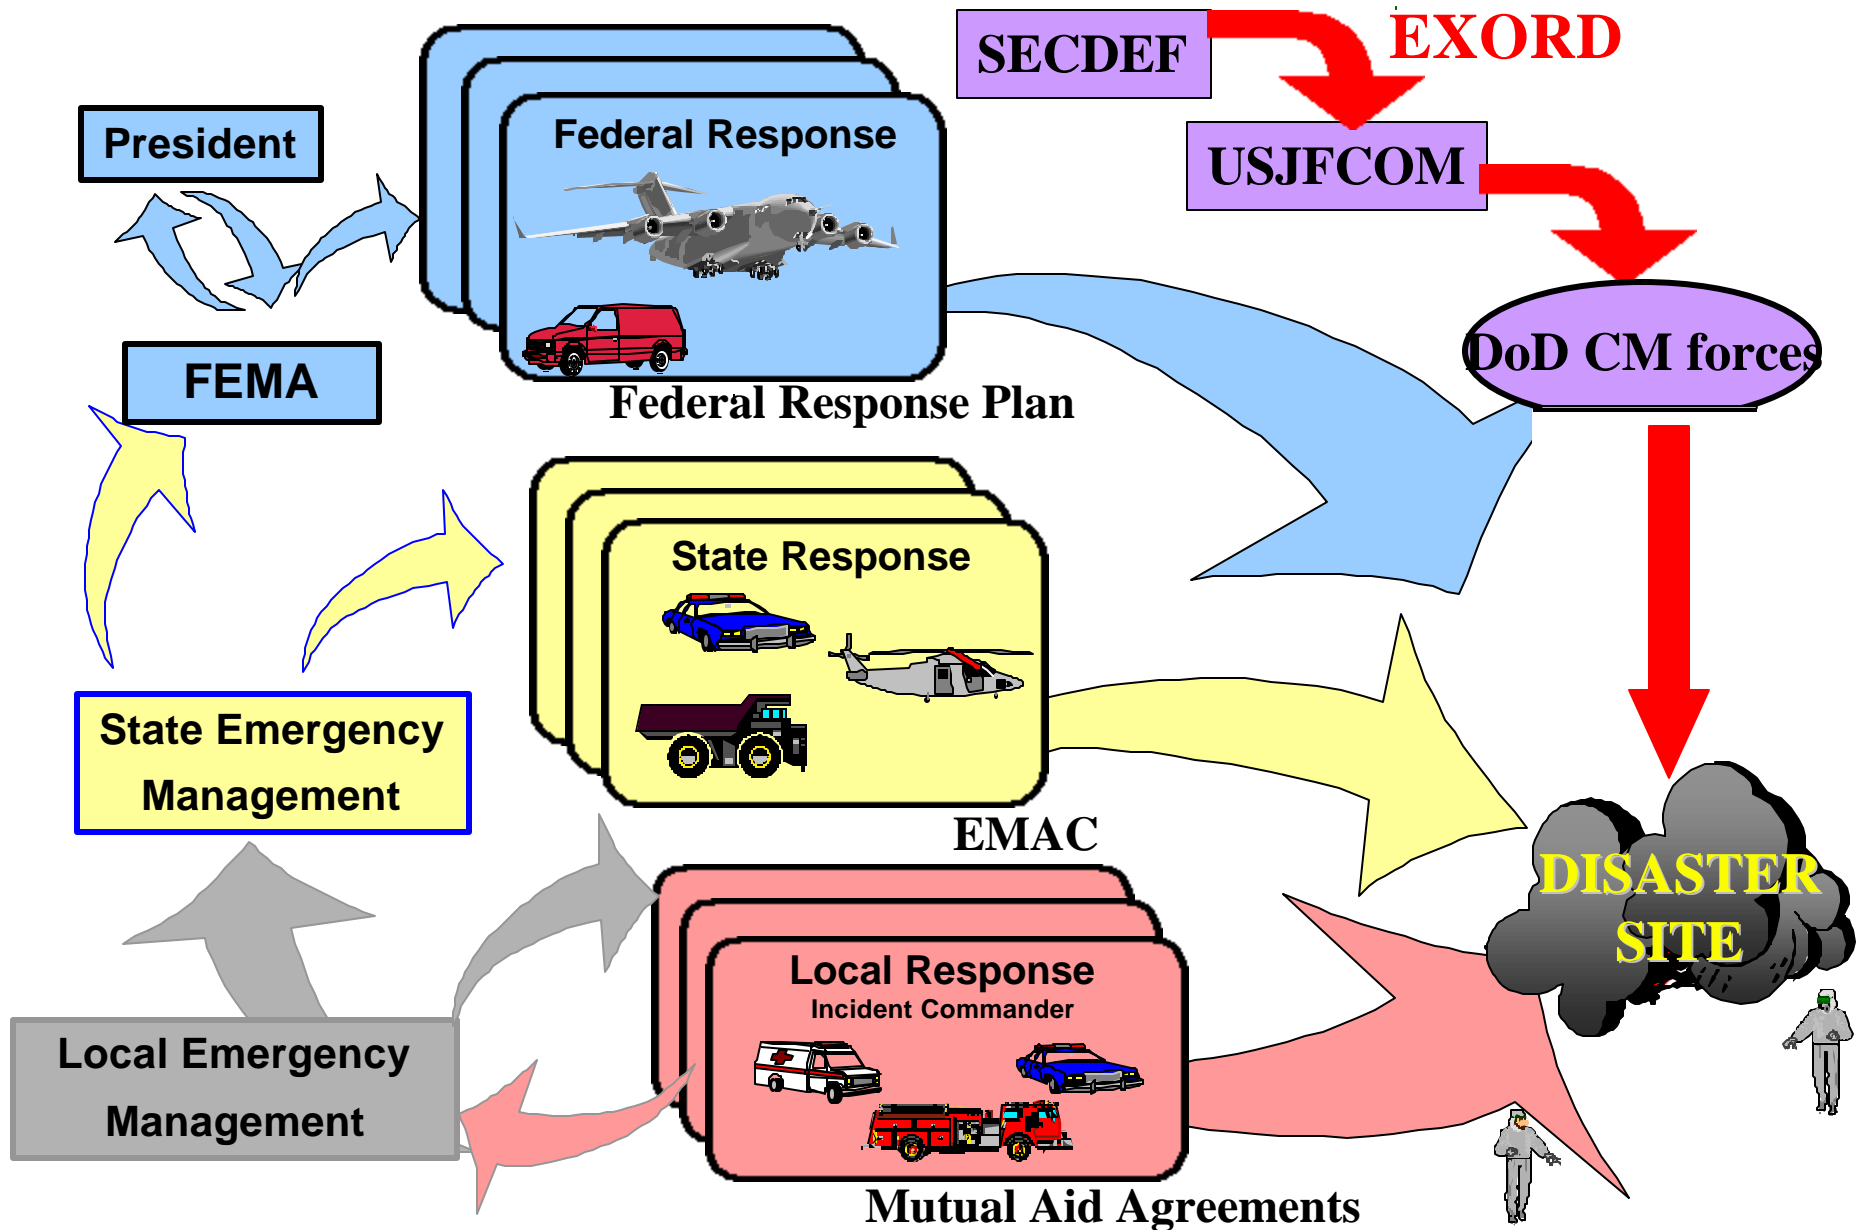 SECDEF
EXORD
President
Federal Response
USJFCOM
FEMA
DoD CM forces
Federal Response Plan
State Response
State Emergency
Management
EMAC
DISASTER
SITE
Local Response
Incident Commander
Local Emergency
Management
Mutual Aid Agreements